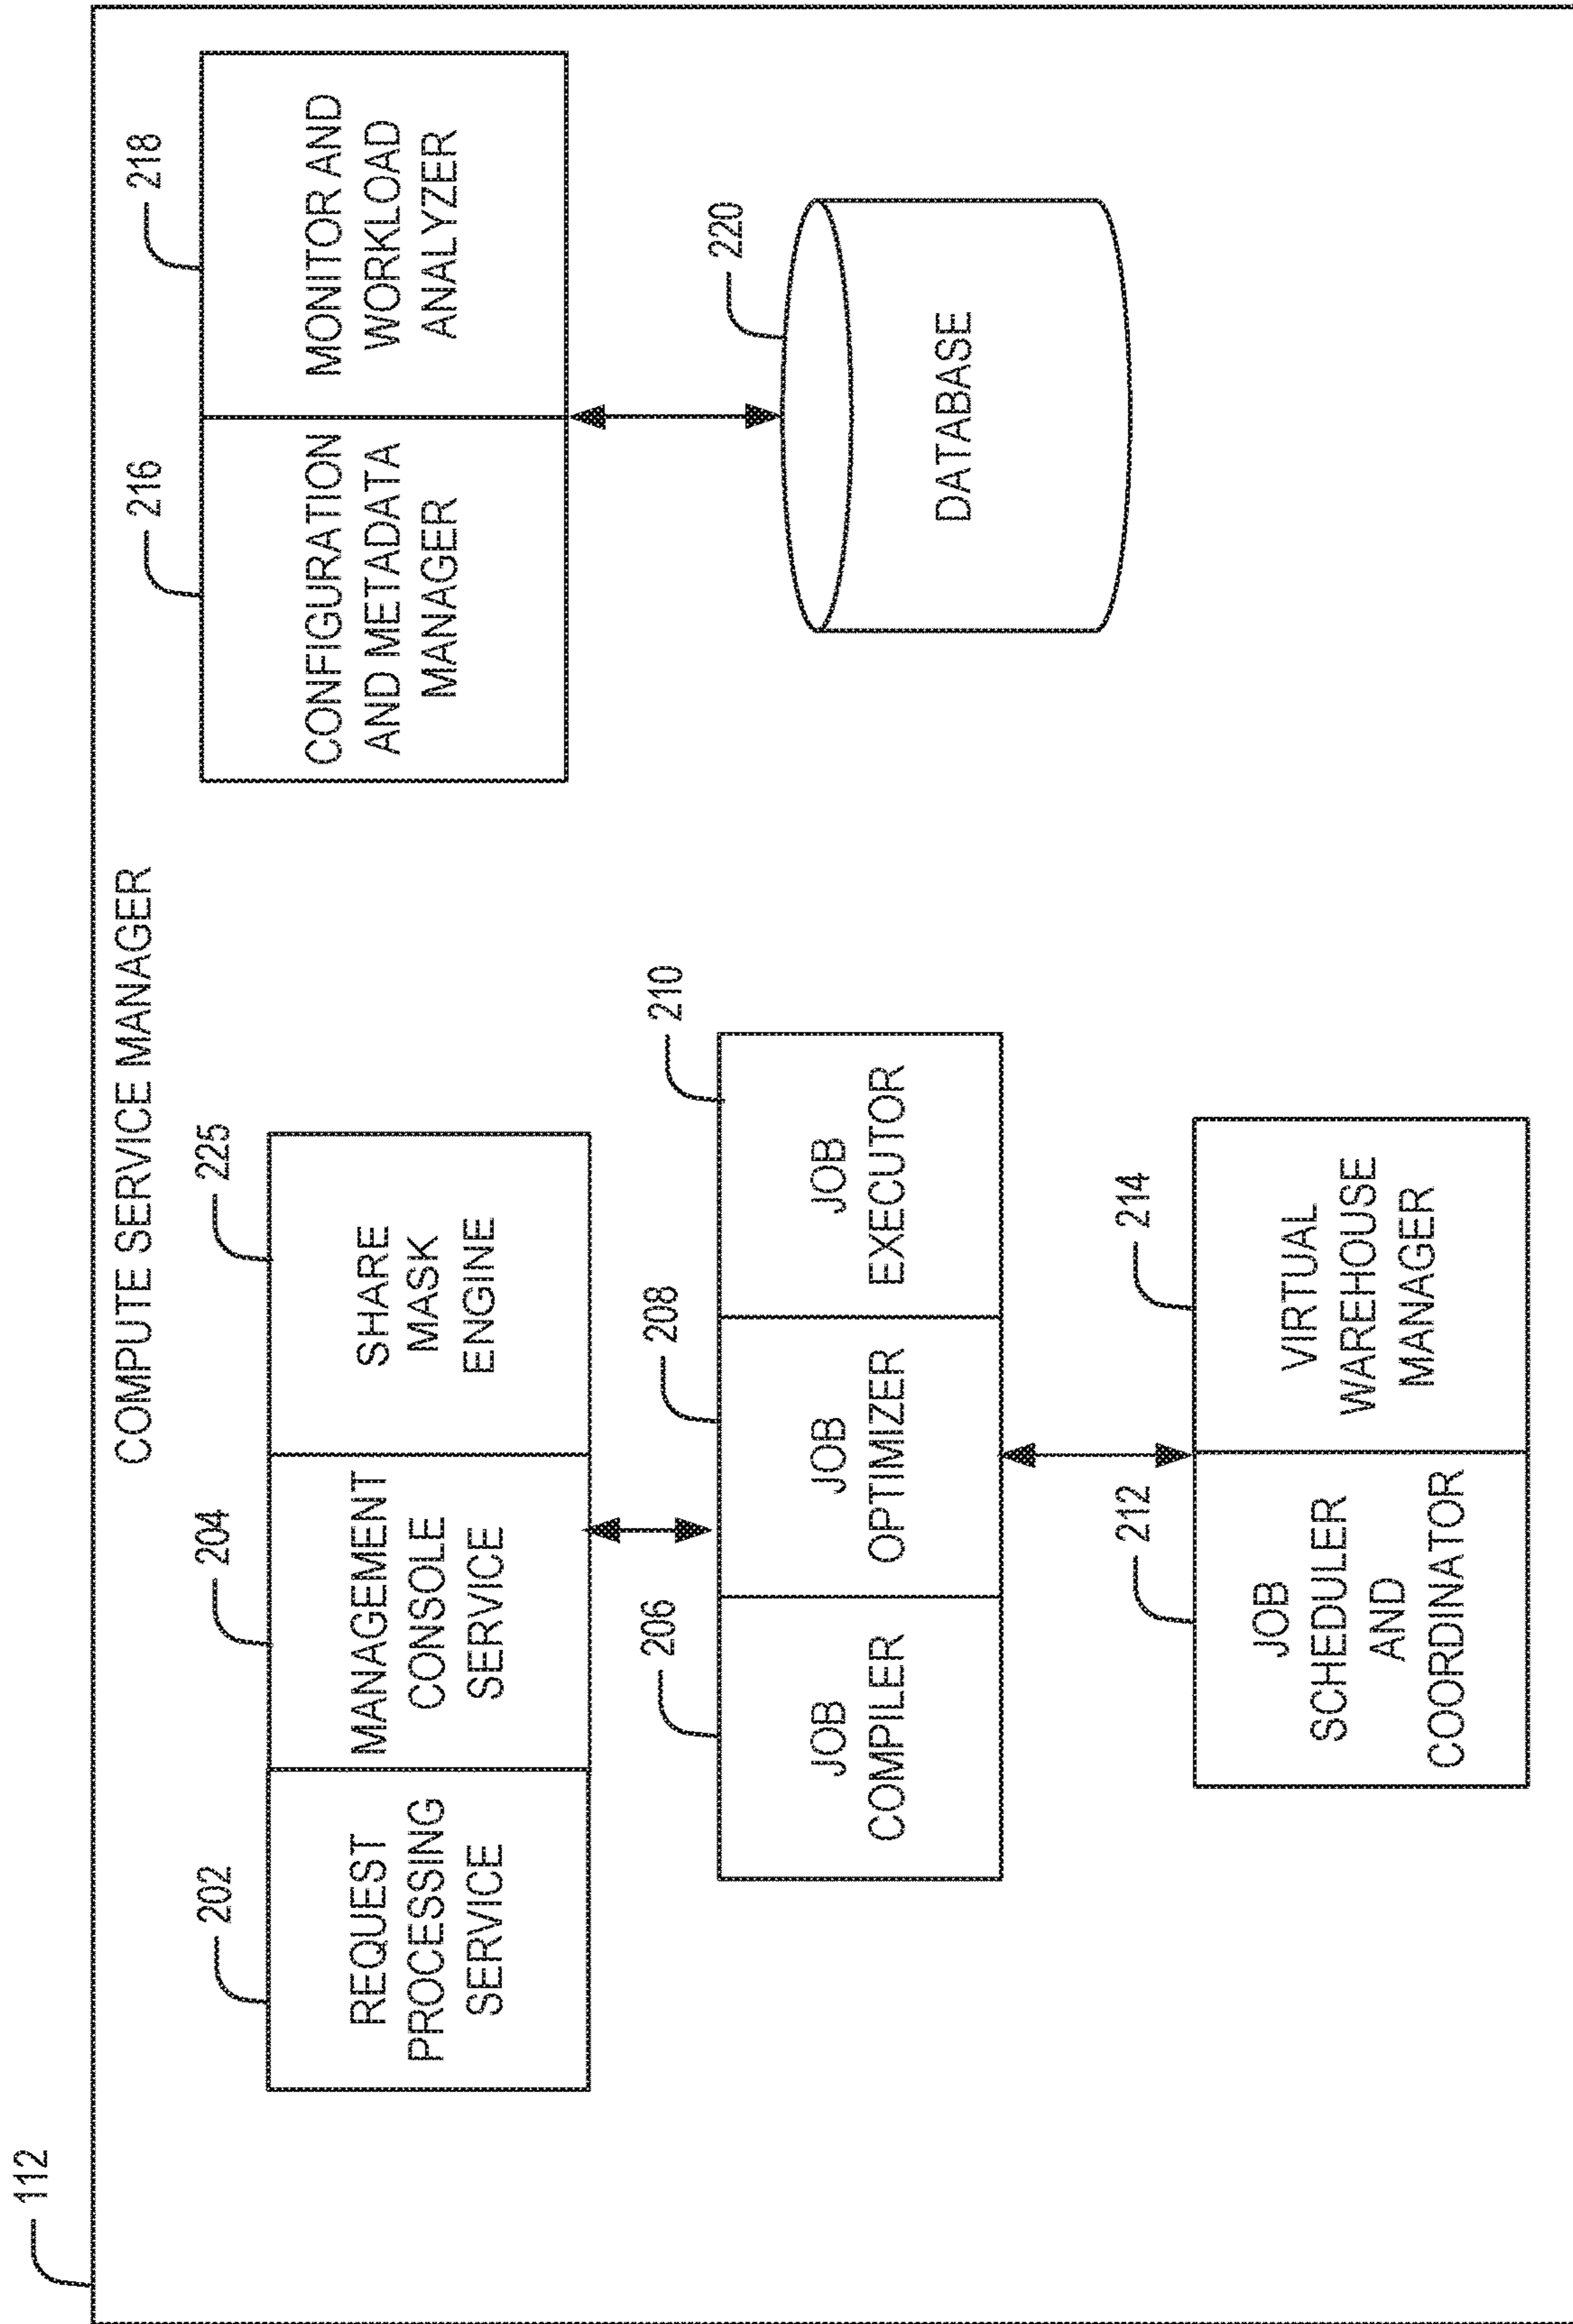 112
COMPUTE SERVICE MANAGER
202
REQUEST
PROCESSING
SERVICE
204
MANAGEMENT
CONSOLE
SERVICE
225
SHARE
MASK
ENGINE
206
JOB
COMPILER
208
JOB
OPTIMIZER
210
JOB
EXECUTOR
212
JOB
SCHEDULER
AND
COORDINATOR
214
VIRTUAL
WAREHOUSE
MANAGER
216
CONFIGURATION
AND METADATA
MANAGER
218
MONITOR AND
WORKLOAD
ANALYZER
220
DATABASE